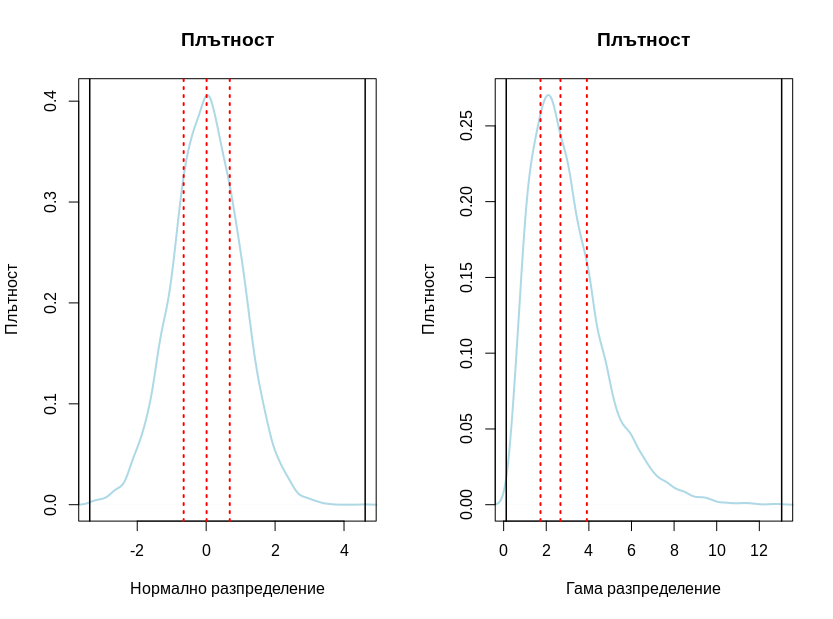 Плътност
Плътност
0.0 0.1 0.2 0.3 0.4
-2 0 2 4
Нормално разпределение
Плътност
Плътност
0.00 0.05 0.10 0.15 0.20 0.25
0 2 4 6 8 10 12
Гама разпределение